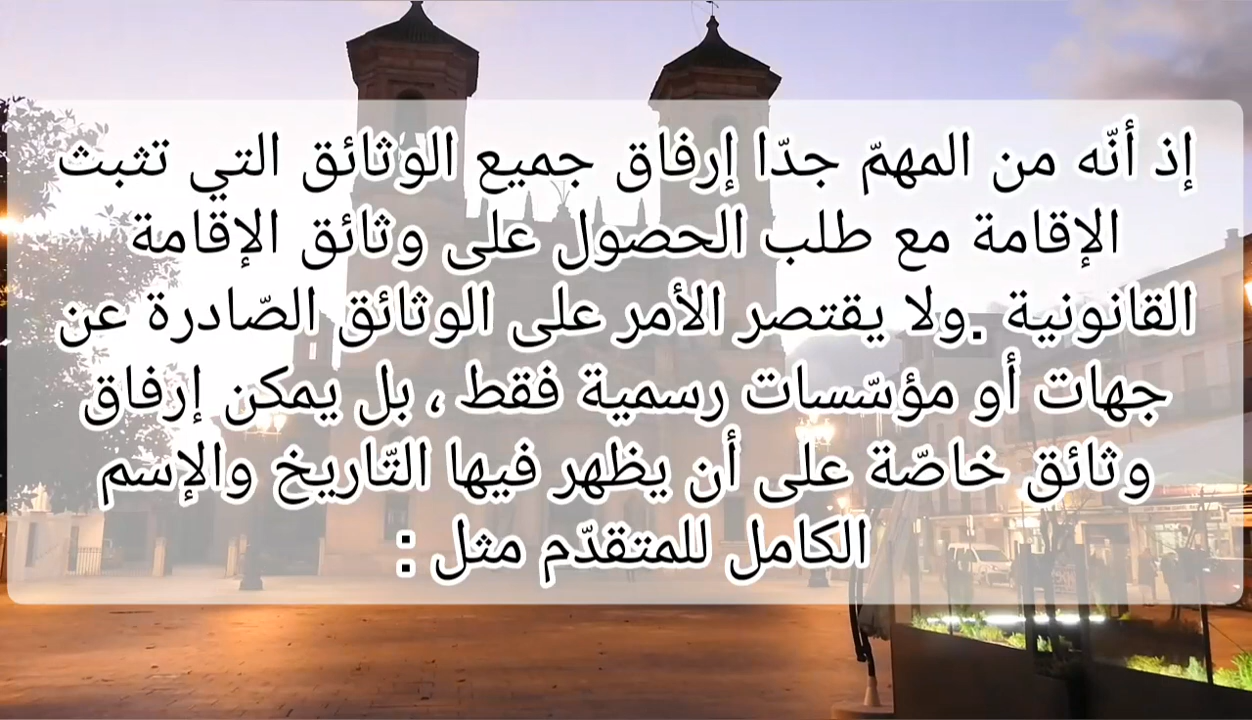 إذ أنّه من المهمّ جدّا إرفاق جميع الوثائق التي تثبث
الإقامة مع طلب الحصول على وثائق الإقامة
القانونية .ولا يقتصر الأمر على الوثائق الصّادرة عن
جهات أو مؤسّسات رسمية فقط ، بل يمكن إرفاق
وثائق خاصّة على أن يظهر فيها التّاريخ والإسم
الكامل للمتقدّم مثل :